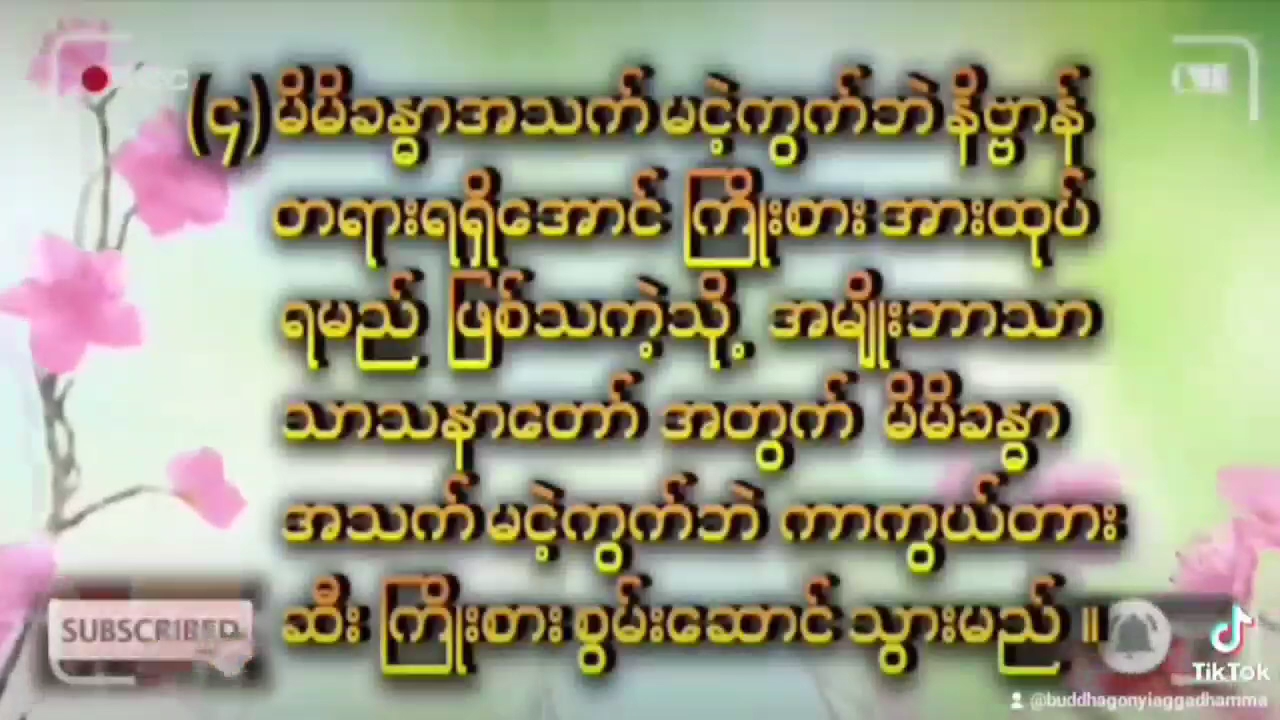 (၄) မိမိခန္ဓာအသက် မငဲ့ကွက်ဘဲ နိဗ္ဗာန်
တရားရရှိအောင် ကြိုးစား အားထုပ်
ရမည် ဖြစ်သကဲ့သို့ အမျိုးဘာသာ
သာသနာတော် အတွက် မိမိခန္ဓာ
အသက် မငဲ့ကွက်ဘဲ ကာကွယ်တား
ဆီး ကြိုးစား စွမ်းဆောင် သွားမည် ။
SUBSCRIBED
TikTok
@buddhagonyiaggadhamma